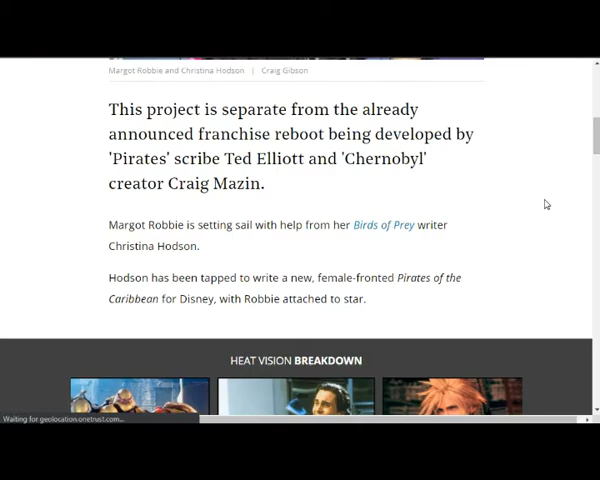 Margot Robbie and Christina Hodson | Craig Gibson
This project is separate from the already
announced franchise reboot being developed by
'Pirates' scribe Ted Elliott and 'Chernobyl'
creator Craig Mazin.
Margot Robbie is setting sail with help from her Birds of Prey writer
Christina Hodson.
Hodson has been tapped to write a new, female-fronted Pirates of the
Caribbean for Disney, with Robbie attached to star.
HEAT VISION BREAKDOWN
Waiting for geolocation.onetrust.com...